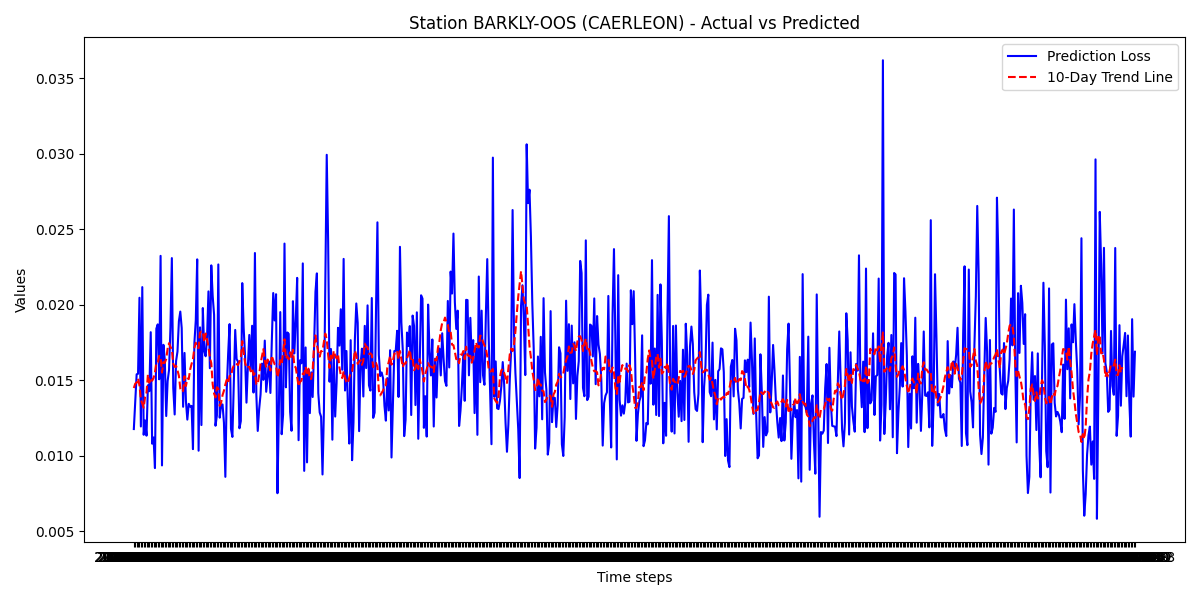 Station BARKLY-OOS (CAERLEON) - Actual vs Predicted
Prediction Loss
10-Day Trend Line
Values
0.035
0.030
0.025
0.020
0.015
0.010
0.005
Time steps